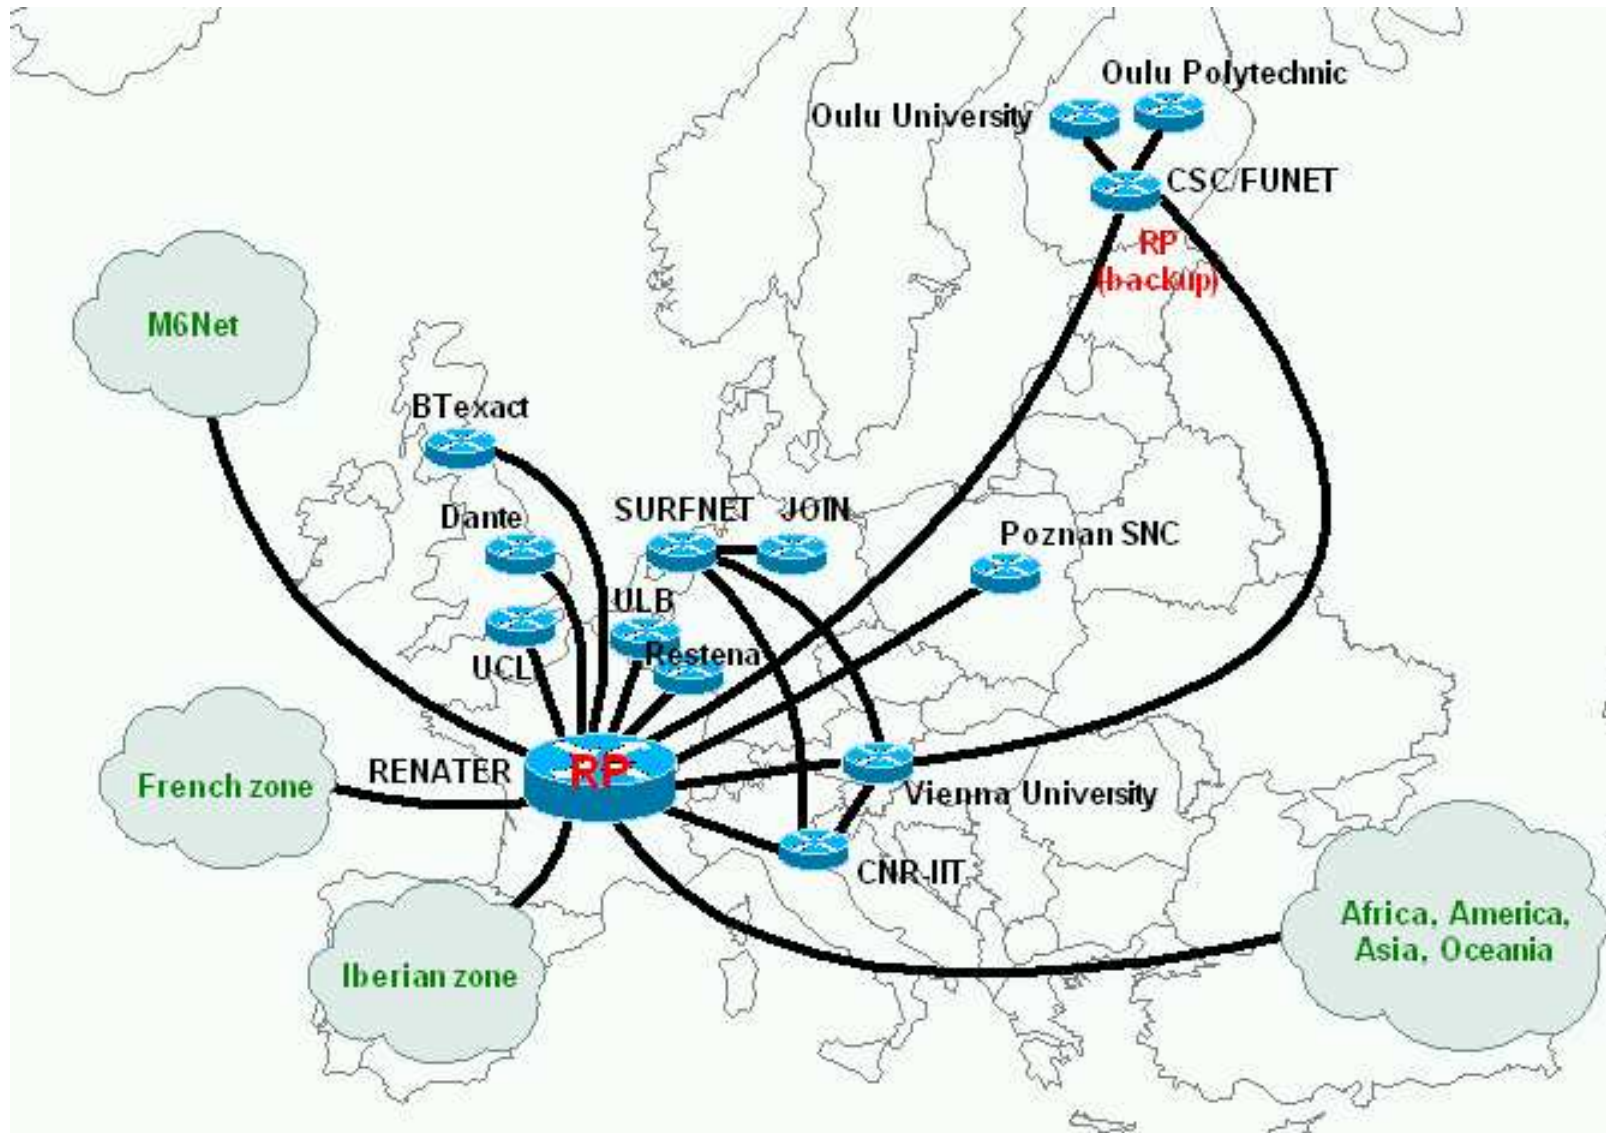 Oulu Polytechnic
Oulu University
CSC/FUNET
RP
(backup)
M6Net
BTexact
Dante
SURFNET
JOIN
Poznan SNC
ULB
Restena
UCL
RENATER
RP
French zone
Vienna University
CNR-IIT
Africa, America,
Asia, Oceania
Iberian zone